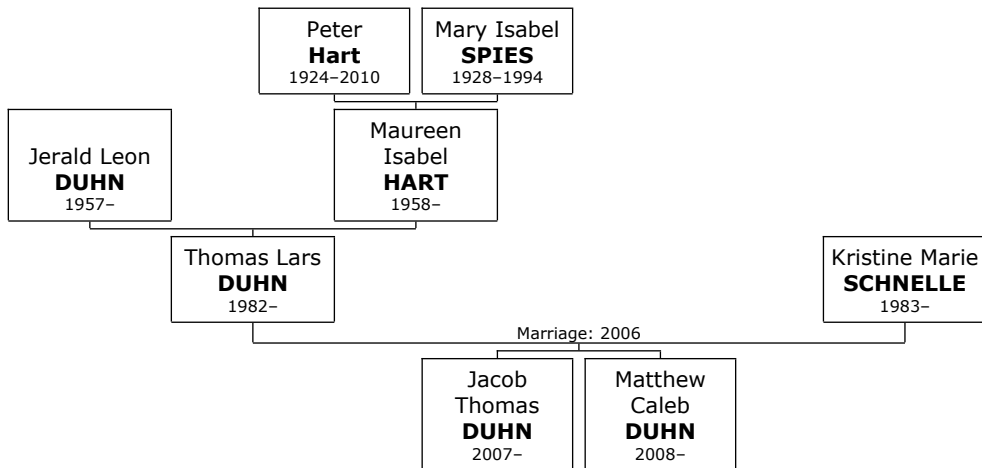 Peter
Hart
1924–2010
Mary Isabel
SPIES
1928–1994
Jerald Leon
DUHN
1957–
Maureen
Isabel
HART
1958–
Thomas Lars
DUHN
1982–
Kristine Marie
SCHNELLE
1983–
Marriage: 2006
Jacob
Thomas
DUHN
2007–
Matthew
Caleb
DUHN
2008–